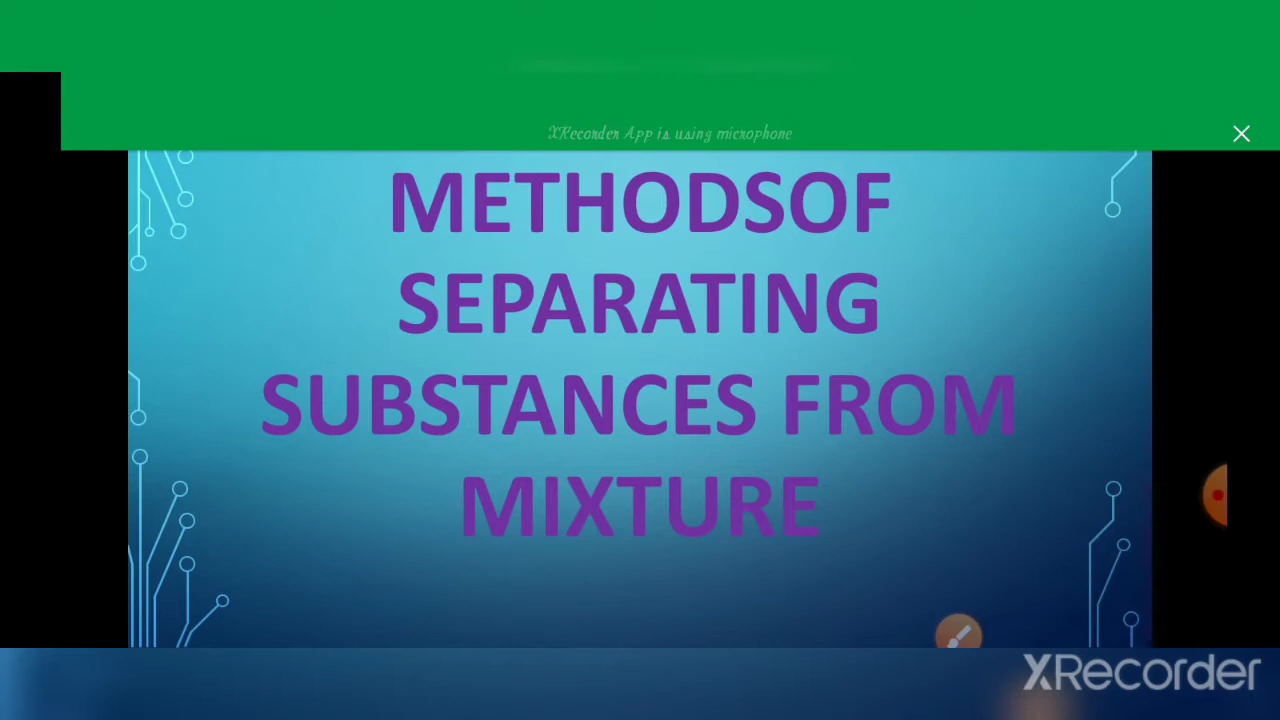 XRecorder App is using microphone
METHODSOF
SEPARATING
SUBSTANCES FROM
MIXTURE
XRecorder